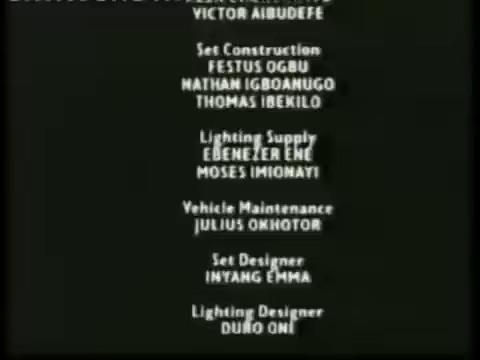 VICTOR AIBUDEFE
Set Construction
FESTUS OGBU
NATHAN IGBOANUGO
THOMAS IBEKILO
Lighting Supply
EBENEZER ENE
MOSES IMIONAYI
Vehicle Maintenance
JULIUS OKHOTOR
Set Designer
INYANG EMMA
Lighting Designer
DURO ONI